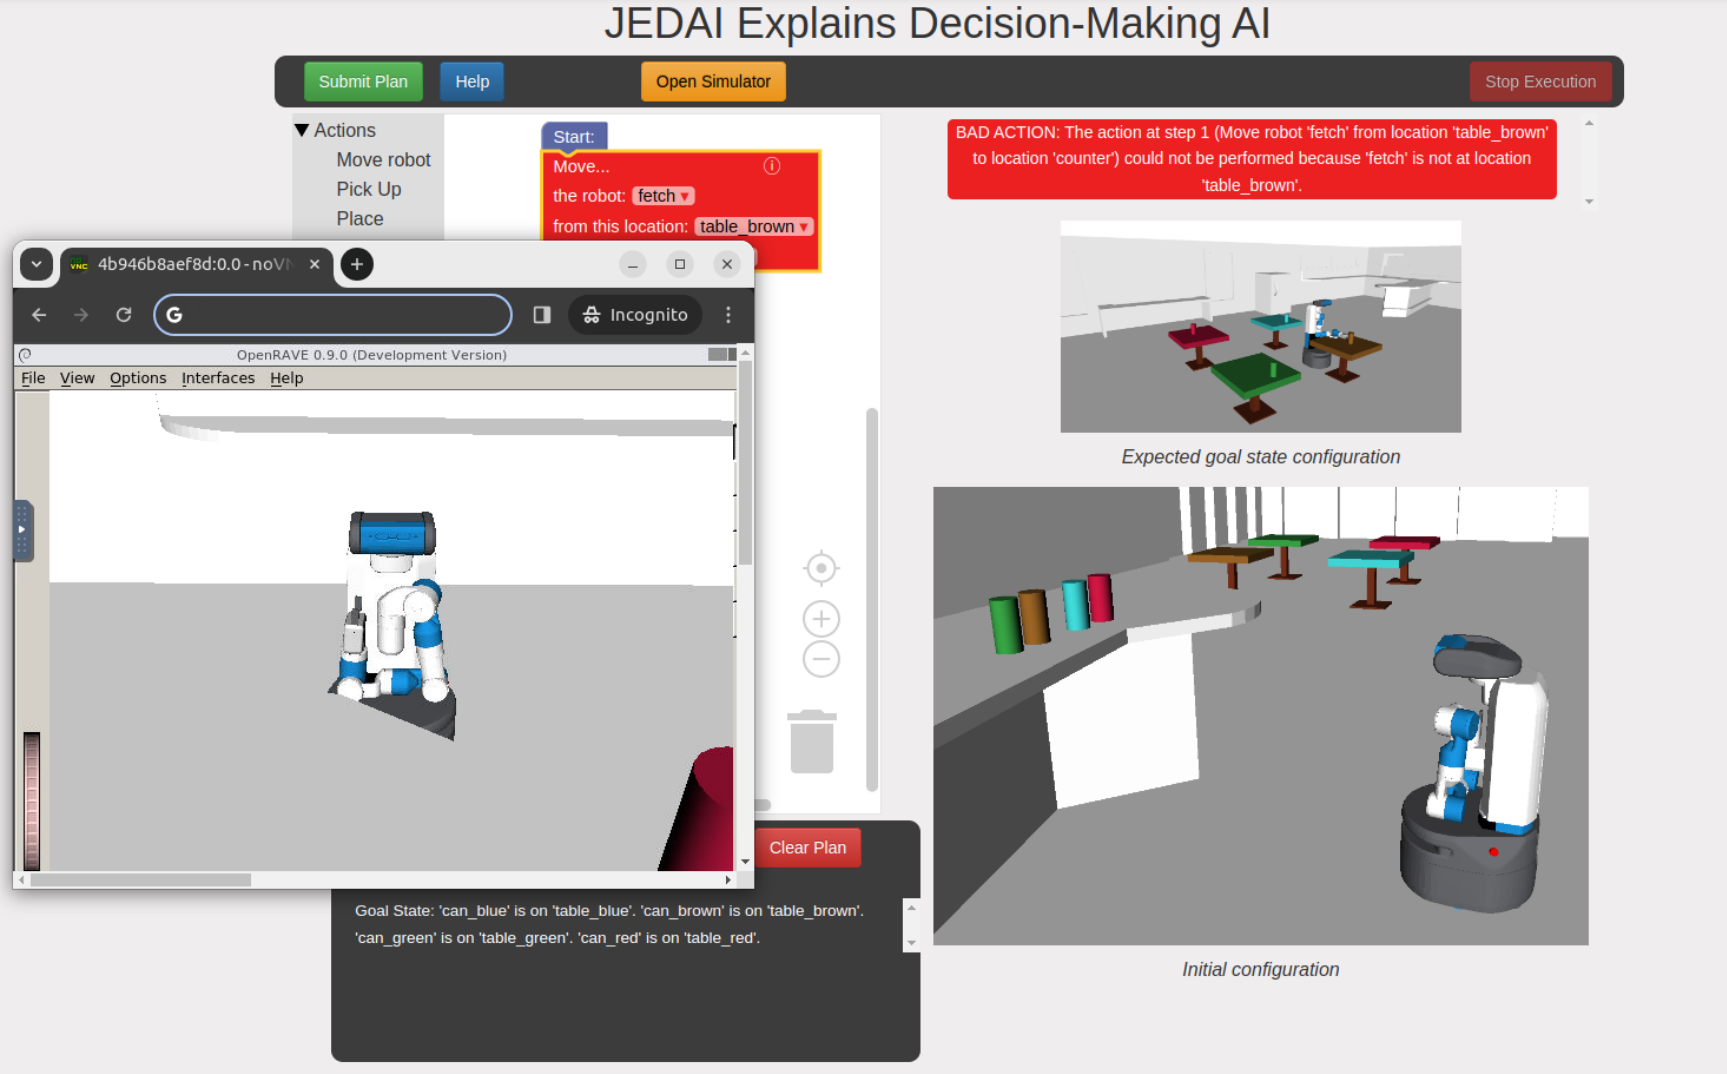 JEDAI Explains Decision-Making AI
Submit Plan
Help
Open Simulator
Stop Execution
▼ Actions
Move robot
Pick Up
Place
Start:
Move...
the robot: fetch ▾
from this location: table_brown ▾
BAD ACTION: The action at step 1 (Move robot 'fetch' from location 'table_brown'
to location 'counter') could not be performed because 'fetch' is not at location
'table_brown'.
Expected goal state configuration
Initial configuration
4b946b8aef8d:0.0 - noVN
Incognito
OpenRAVE 0.9.0 (Development Version)
File View Options Interfaces Help
Clear Plan
Goal State: 'can_blue' is on 'table_blue'. 'can_brown' is on 'table_brown'.
'can_green' is on 'table_green'. 'can_red' is on 'table_red'.